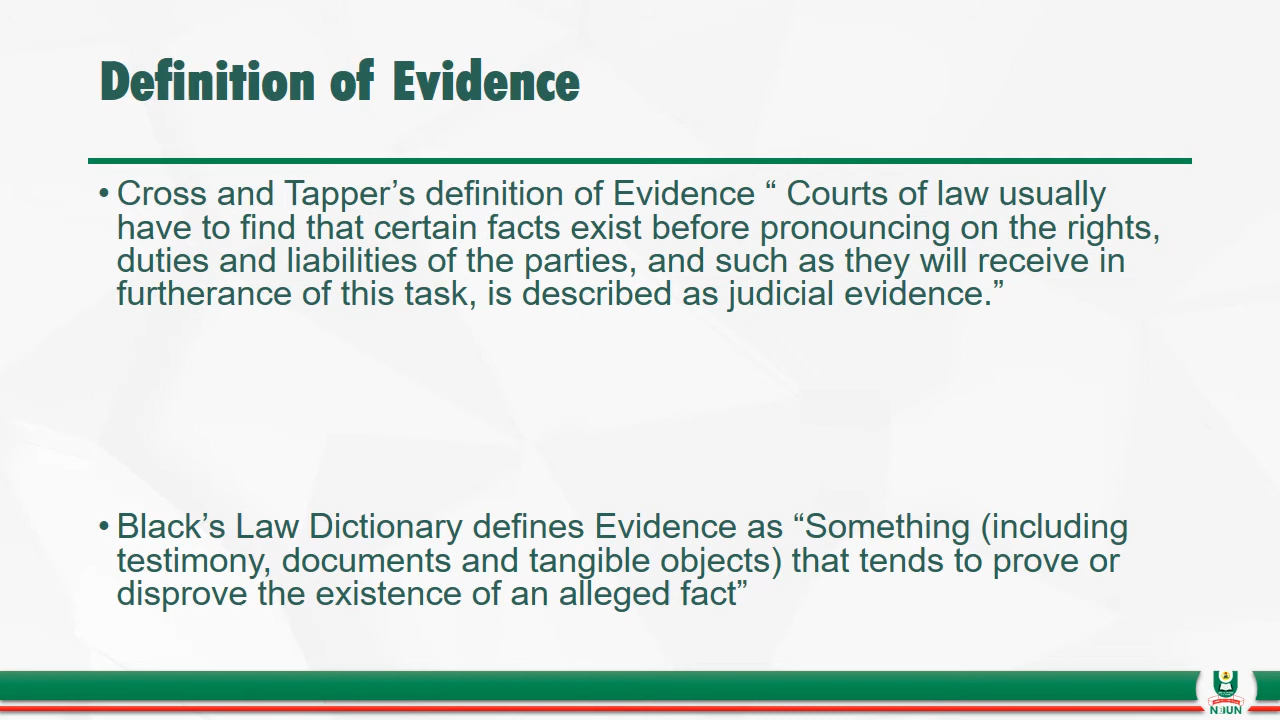 Definition of Evidence
• Cross and Tapper’s definition of Evidence “ Courts of law usually
have to find that certain facts exist before pronouncing on the rights,
duties and liabilities of the parties, and such as they will receive in
furtherance of this task, is described as judicial evidence.”
• Black’s Law Dictionary defines Evidence as “Something (including
testimony, documents and tangible objects) that tends to prove or
disprove the existence of an alleged fact”